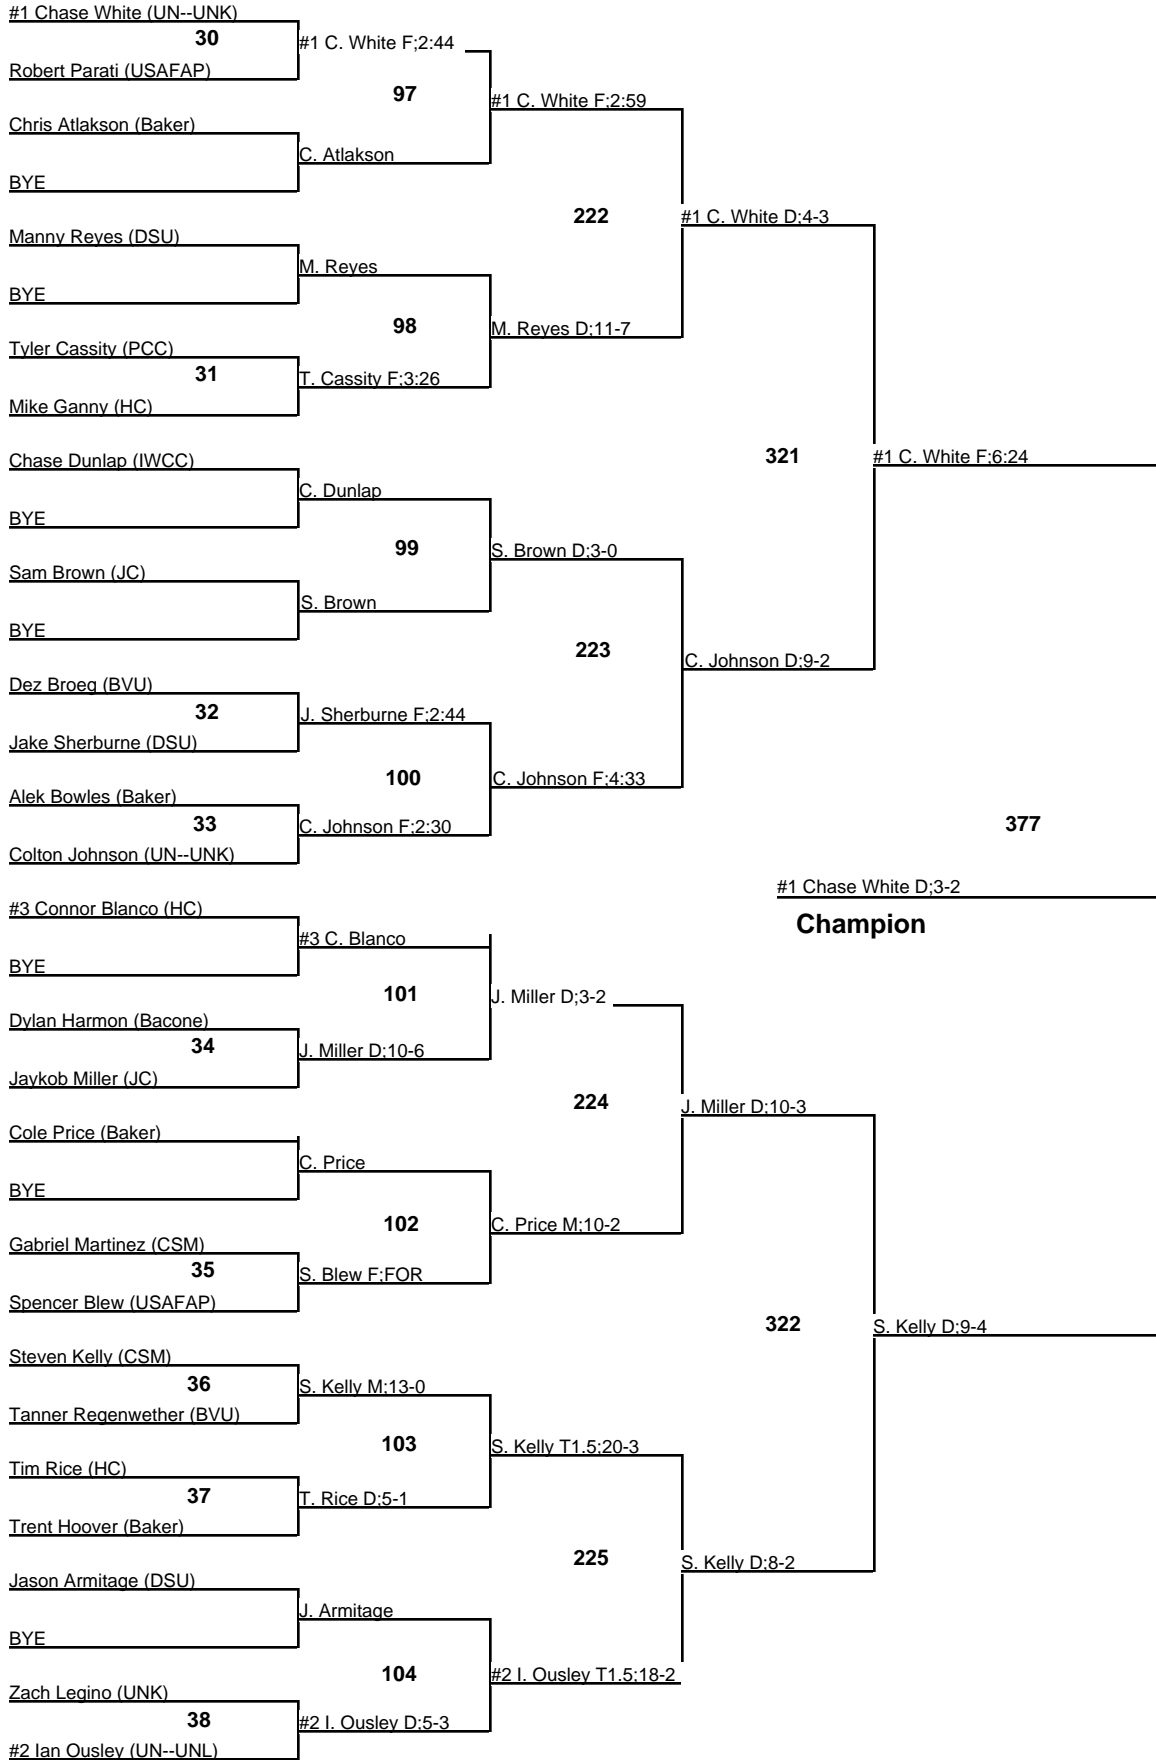 #1 Chase White (UN--UNK)
30
#1 C. White F;2:44
Robert Parati (USAFAP)
97
#1 C. White F;2:59
Chris Atlakson (Baker)
C. Atlakson
BYE
222
#1 C. White D;4-3
Manny Reyes (DSU)
M. Reyes
BYE
98
M. Reyes D;11-7
Tyler Cassity (PCC)
31
T. Cassity F;3:26
Mike Ganny (HC)
321
#1 C. White F;6:24
Chase Dunlap (IWCC)
C. Dunlap
BYE
99
S. Brown D;3-0
Sam Brown (JC)
S. Brown
BYE
223
C. Johnson D;9-2
Dez Broeg (BVU)
32
J. Sherburne F;2:44
Jake Sherburne (DSU)
100
C. Johnson F;4:33
Alek Bowles (Baker)
33
C. Johnson F;2:30
377
Colton Johnson (UN--UNK)
#1 Chase White D;3-2
Champion
#3 Connor Blanco (HC)
#3 C. Blanco
BYE
101
J. Miller D;3-2
Dylan Harmon (Bacone)
34
J. Miller D;10-6
Jaykob Miller (JC)
224
J. Miller D;10-3
Cole Price (Baker)
C. Price
BYE
102
C. Price M;10-2
Gabriel Martinez (CSM)
35
S. Blew F;FOR
Spencer Blew (USAFAP)
322
S. Kelly D;9-4
Steven Kelly (CSM)
36
S. Kelly M;13-0
Tanner Regenwether (BVU)
103
S. Kelly T1.5;20-3
Tim Rice (HC)
37
T. Rice D;5-1
Trent Hoover (Baker)
225
S. Kelly D;8-2
Jason Armitage (DSU)
J. Armitage
BYE
104
#2 I. Ousley T1.5;18-2
Zach Legino (UNK)
38
#2 I. Ousley D;5-3
#2 Ian Ousley (UN--UNL)